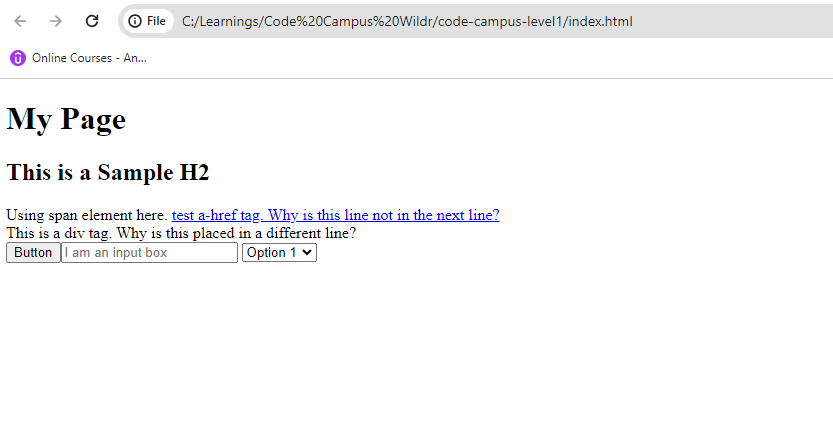 File C:/Learnings/Code%20Campus%20Wildr/code-campus-level1/index.html
Online Courses - An...
My Page
This is a Sample H2
Using span element here. test a-href tag. Why is this line not in the next line?
This is a div tag. Why is this placed in a different line?
Button I am an input box Option 1